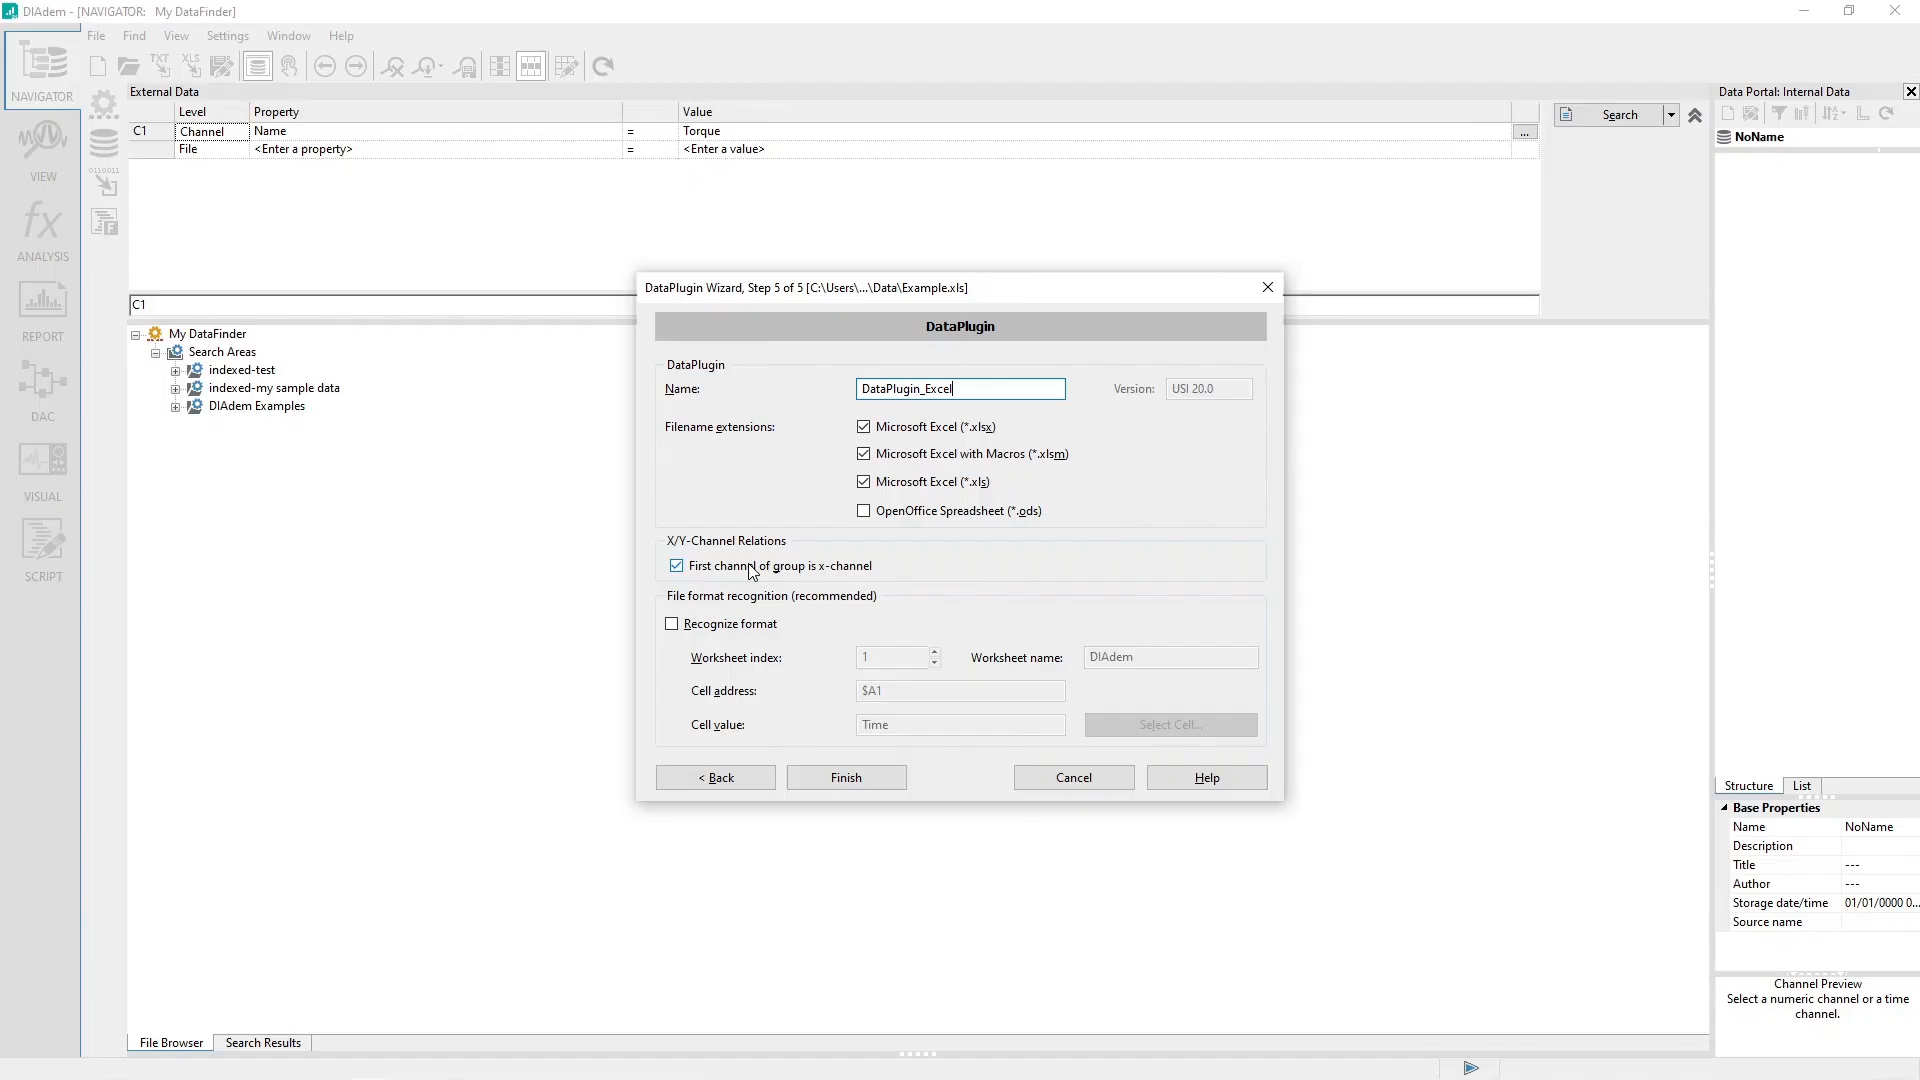 DIAdem - [NAVIGATOR:   My DataFinder]
File Find View Settings Window Help
TXT XLS
NAVIGATOR
VIEW
ANALYSIS
REPORT
DAC
VISUAL
SCRIPT
0110011
External Data
Level Property Value
C1 Channel Name = Torque ...
File <Enter a property> = <Enter a value>
Search
C1
My DataFinder
Search Areas
indexed-test
indexed-my sample data
DIAdem Examples
DataPlugin Wizard, Step 5 of 5 [C:\Users\...\Data\Example.xls]
DataPlugin
DataPlugin
Name: DataPlugin_Excel Version: USI 20.0
Filename extensions: Microsoft Excel (*.xlsx)
Microsoft Excel with Macros (*.xlsm)
Microsoft Excel (*.xls)
OpenOffice Spreadsheet (*.ods)
X/Y-Channel Relations
First channel of group is x-channel
File format recognition (recommended)
Recognize format
Worksheet index: 1 Worksheet name: DIAdem
Cell address: $A1
Cell value: Time Select Cell...
< Back Finish Cancel Help
File Browser Search Results
Data Portal: Internal Data
NoName
Structure List
Base Properties
Name NoName
Description
Title ---
Author ---
Storage date/time 01/01/0000 0...
Source name
Channel Preview
Select a numeric channel or a time
channel.